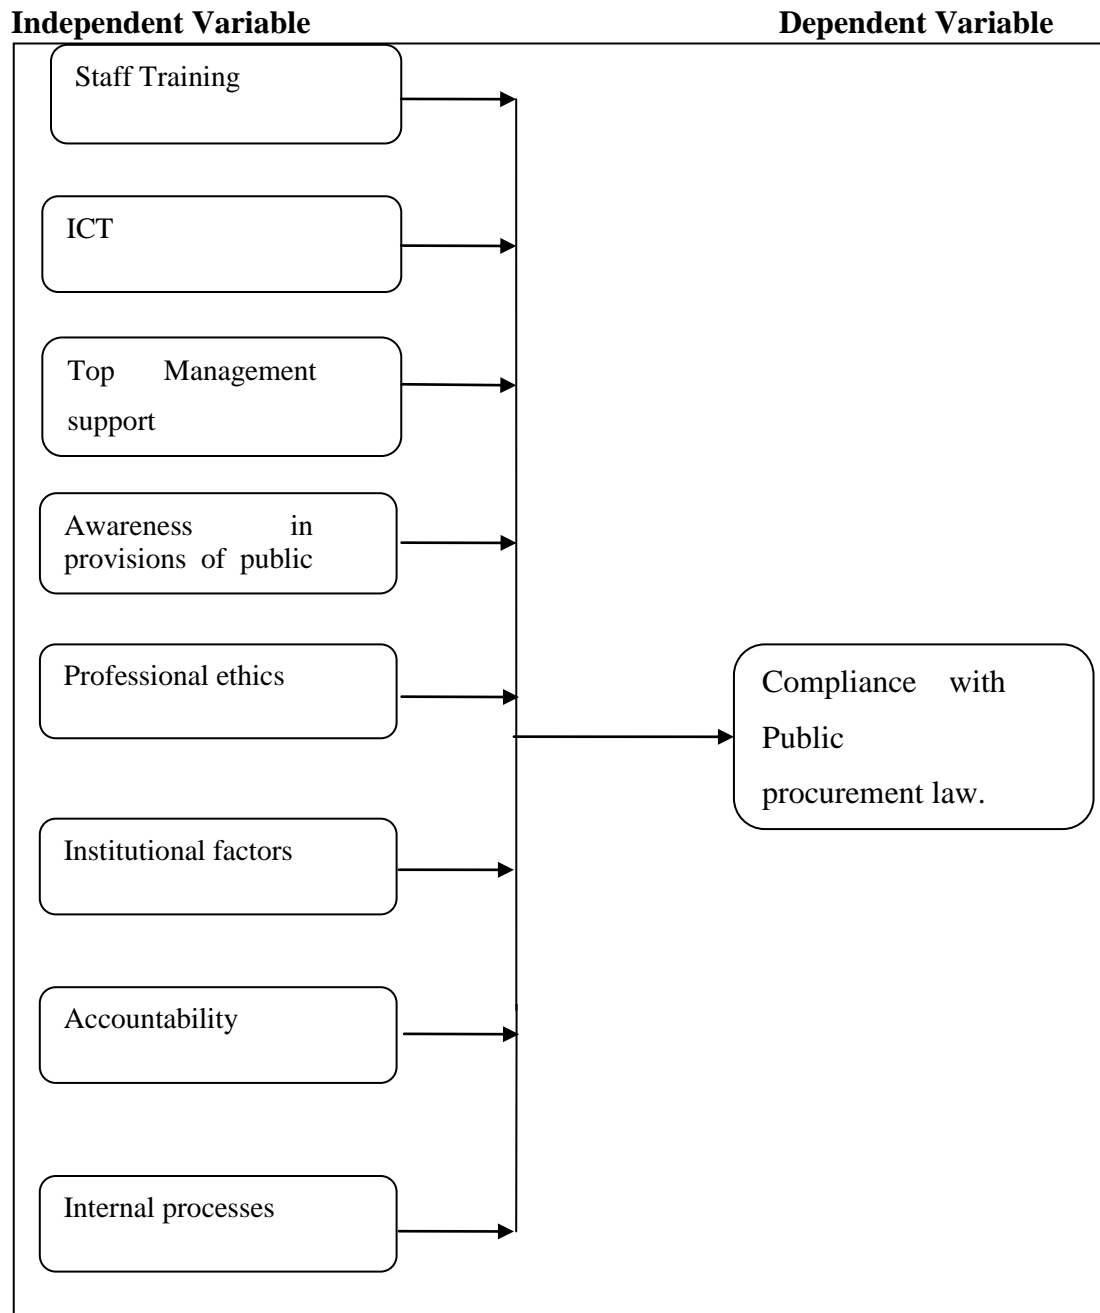 Independent Variable
Dependent Variable
Staff Training
ICT
Top Management
support
Awareness in
provisions of public
Professional ethics
Compliance with
Public
procurement law.
Institutional factors
Accountability
Internal processes